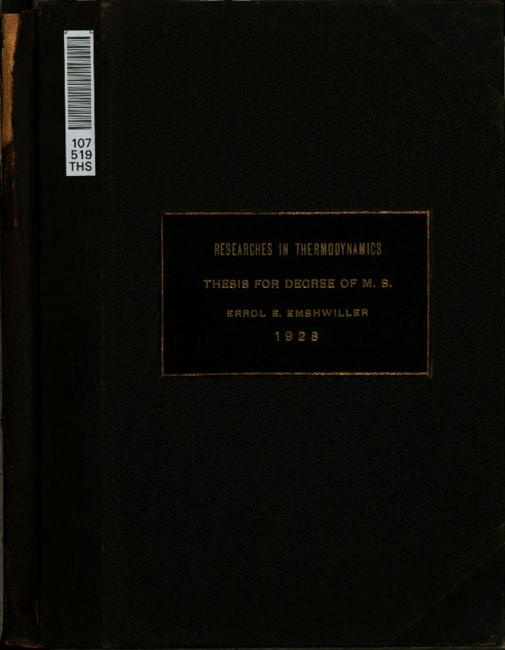 107
519
THS
RESEARCHES IN THERMODYNAMICS
THESIS FOR DEGREE OF M. S.
ERROL E. EMSHWILLER
1928